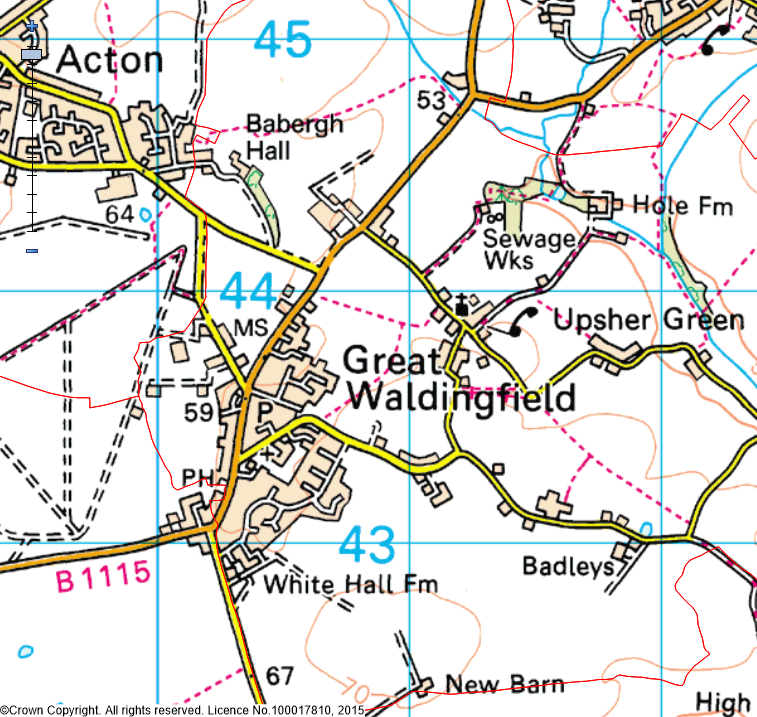 45
Acton
53
Babergh
Hall
64
Hole Fm
Sewage
Wks
44
MS
Upsher Green
Great
Waldingfield
59
P
PH
43
B1115
Badleys
White Hall Fm
67
70
New Barn
High
©Crown Copyright. All rights reserved. Licence No.100017810, 2015